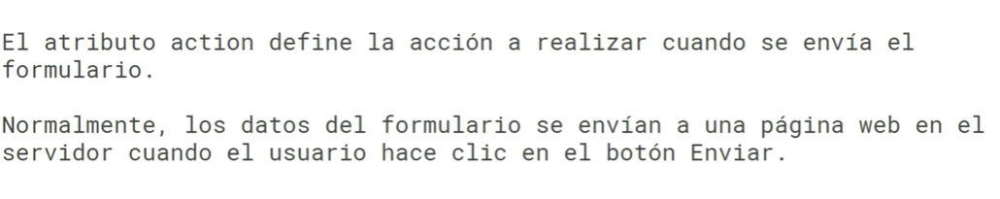 El atributo action define la acción a realizar cuando se envía el
formulario.
Normalmente, los datos del formulario se envían a una página web en el
servidor cuando el usuario hace clic en el botón Enviar.